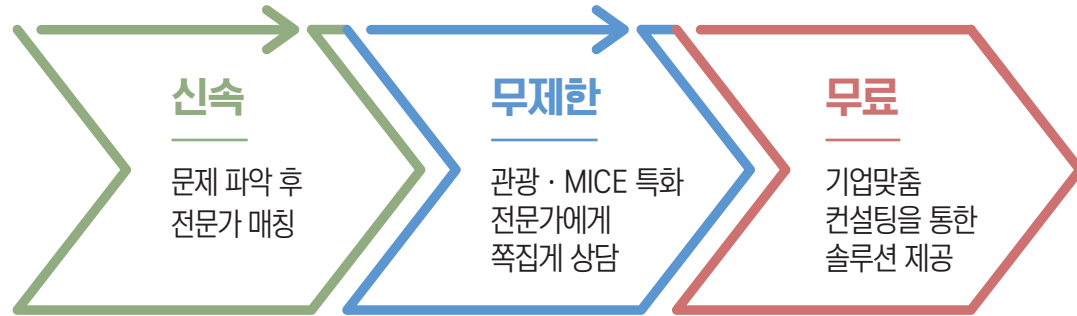 신속
문제 파악 후
전문가 매칭
무제한
관광 · MICE 특화
전문가에게
쪽집게 상담
무료
기업맞춤
컨설팅을 통한
솔루션 제공